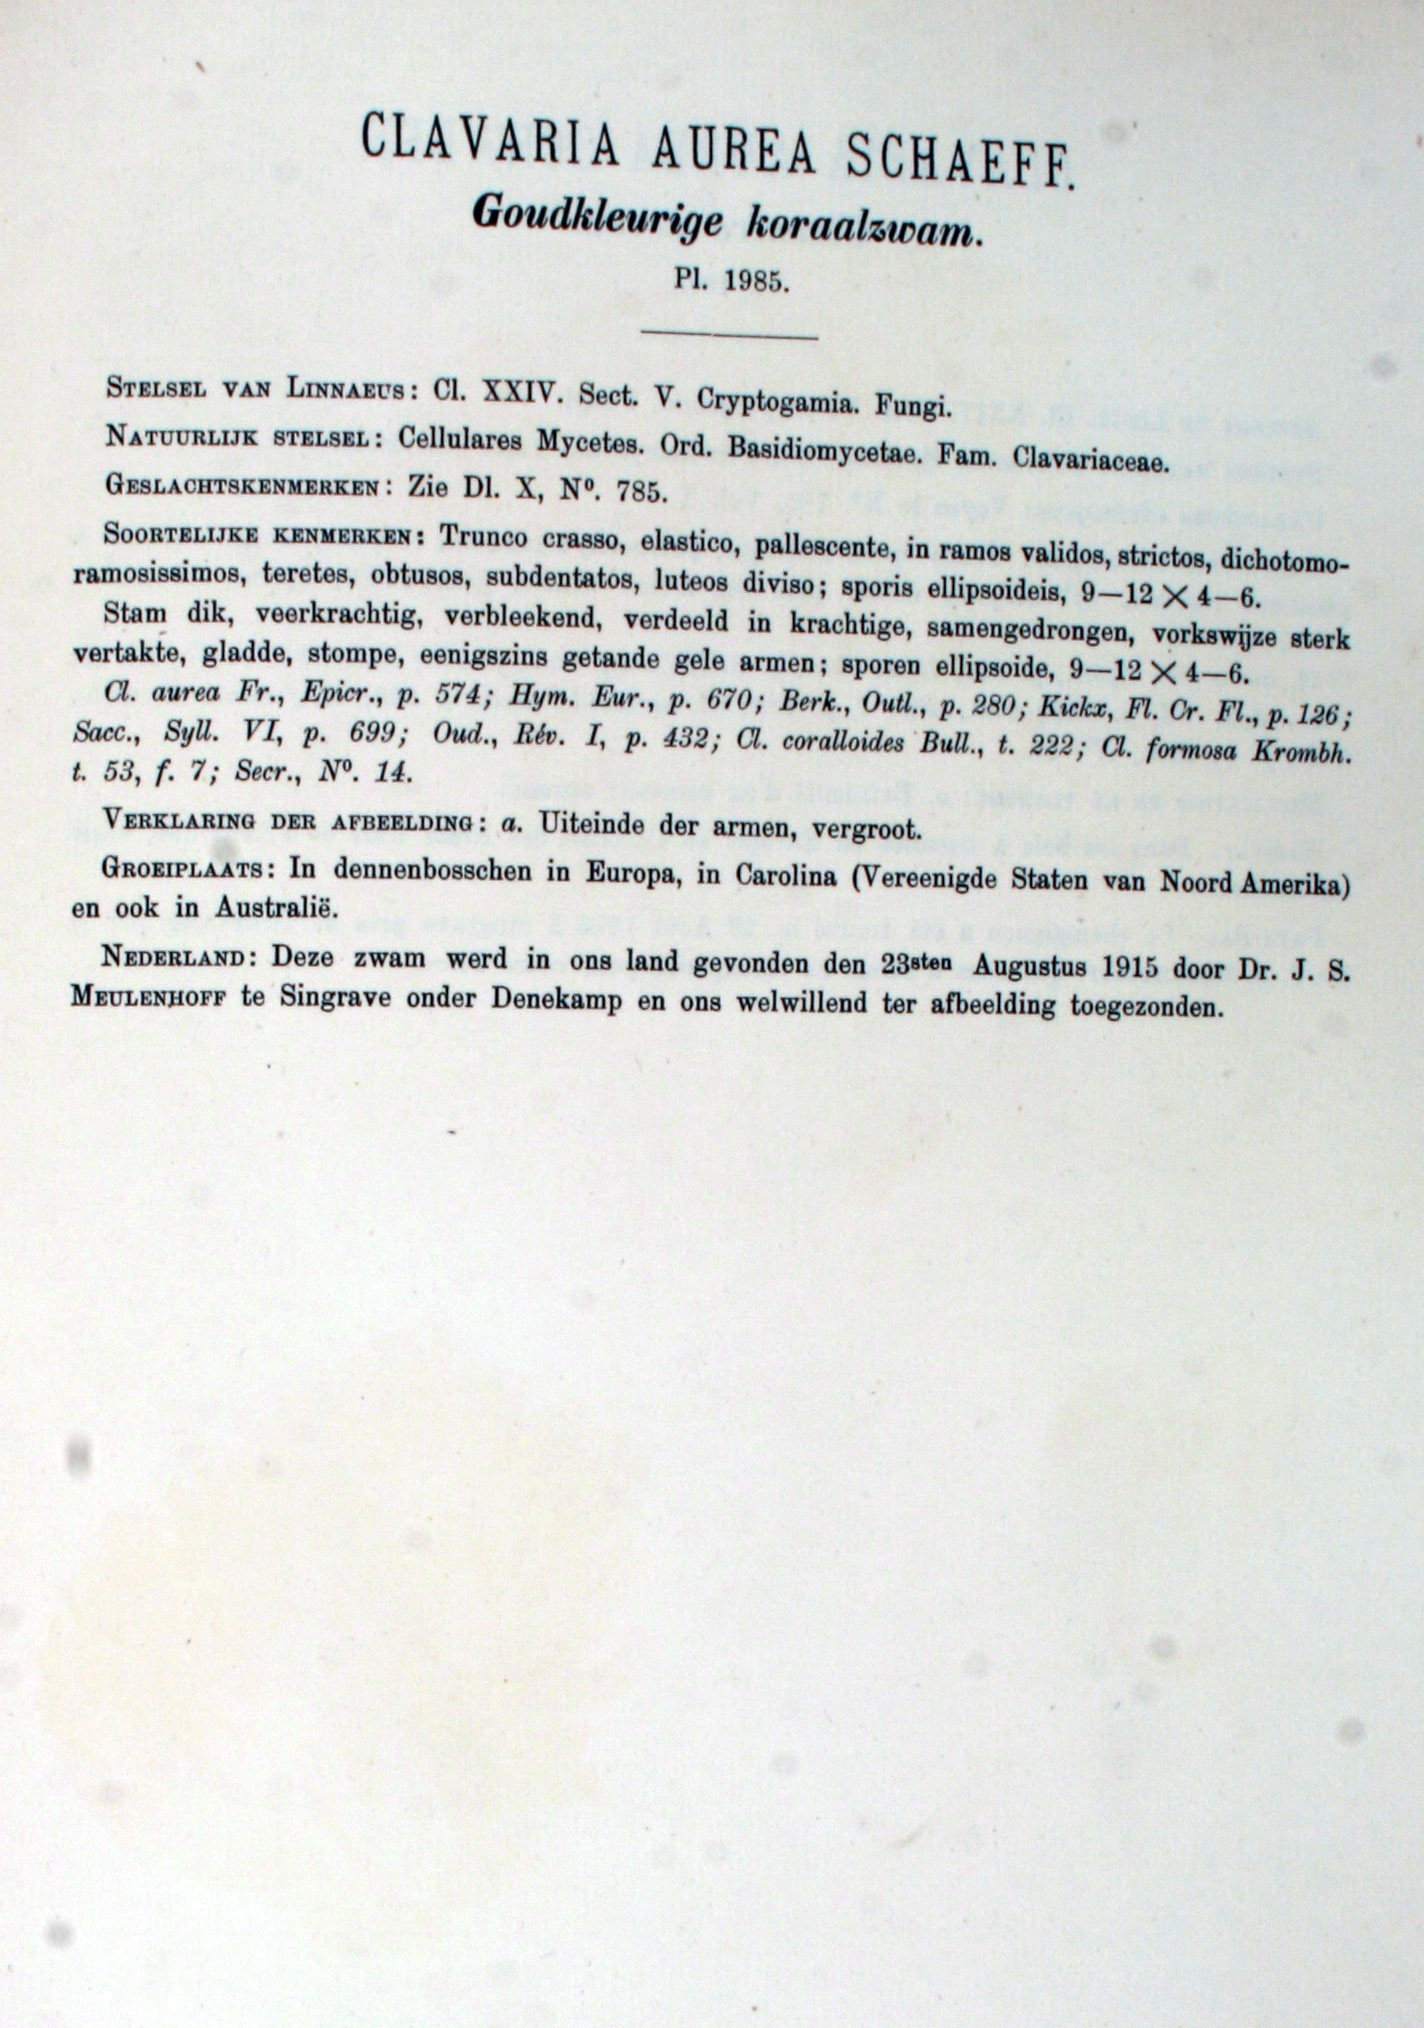 CLAVARIA AUREA SCHAEFF.
Goudkleurige koraalzwam.
Pl. 1985.
STELSEL VAN LINNAEUS: Cl. XXIV. Sect. V. Cryptogamia. Fungi.
NATUURLIJK STELSEL: Cellulares Mycetes. Ord. Basidiomycetae. Fam. Clavariaceae.
GESLACHTSKENMERKEN: Zie Dl. X, Nº. 785.
SOORTELIJKE KENMERKEN: Trunco crasso, elastico, pallescente, in ramos validos, strictos, dichotomo-
ramosissimos, teretes, obtusos, subdentatos, luteos diviso; sporis ellipsoideis, 9—12 × 4—6.
Stam dik, veerkrachtig, verbleekend, verdeeld in krachtige, samengedrongen, vorkswijze sterk
vertakte, gladde, stompe, eenigszins getande gele armen; sporen ellipsoide, 9—12 × 4—6.
Cl. aurea Fr., Epicr., p. 574; Hym. Eur., p. 670; Berk., Outl., p. 280; Kickx, Fl. Cr. Fl., p. 126;
Sacc., Syll. VI, p. 699; Oud., Rév. I, p. 432; Cl. coralloides Bull., t. 222; Cl. formosa Krombh.
t. 53, f. 7; Secr., Nº. 14.
VERKLARING DER AFBEELDING: a. Uiteinde der armen, vergroot.
GROEIPLAATS: In dennenbosschen in Europa, in Carolina (Vereenigde Staten van Noord Amerika)
en ook in Australië.
NEDERLAND: Deze zwam werd in ons land gevonden den 23sten Augustus 1915 door Dr. J. S.
MEULENHOFF te Singrave onder Denekamp en ons welwillend ter afbeelding toegezonden.